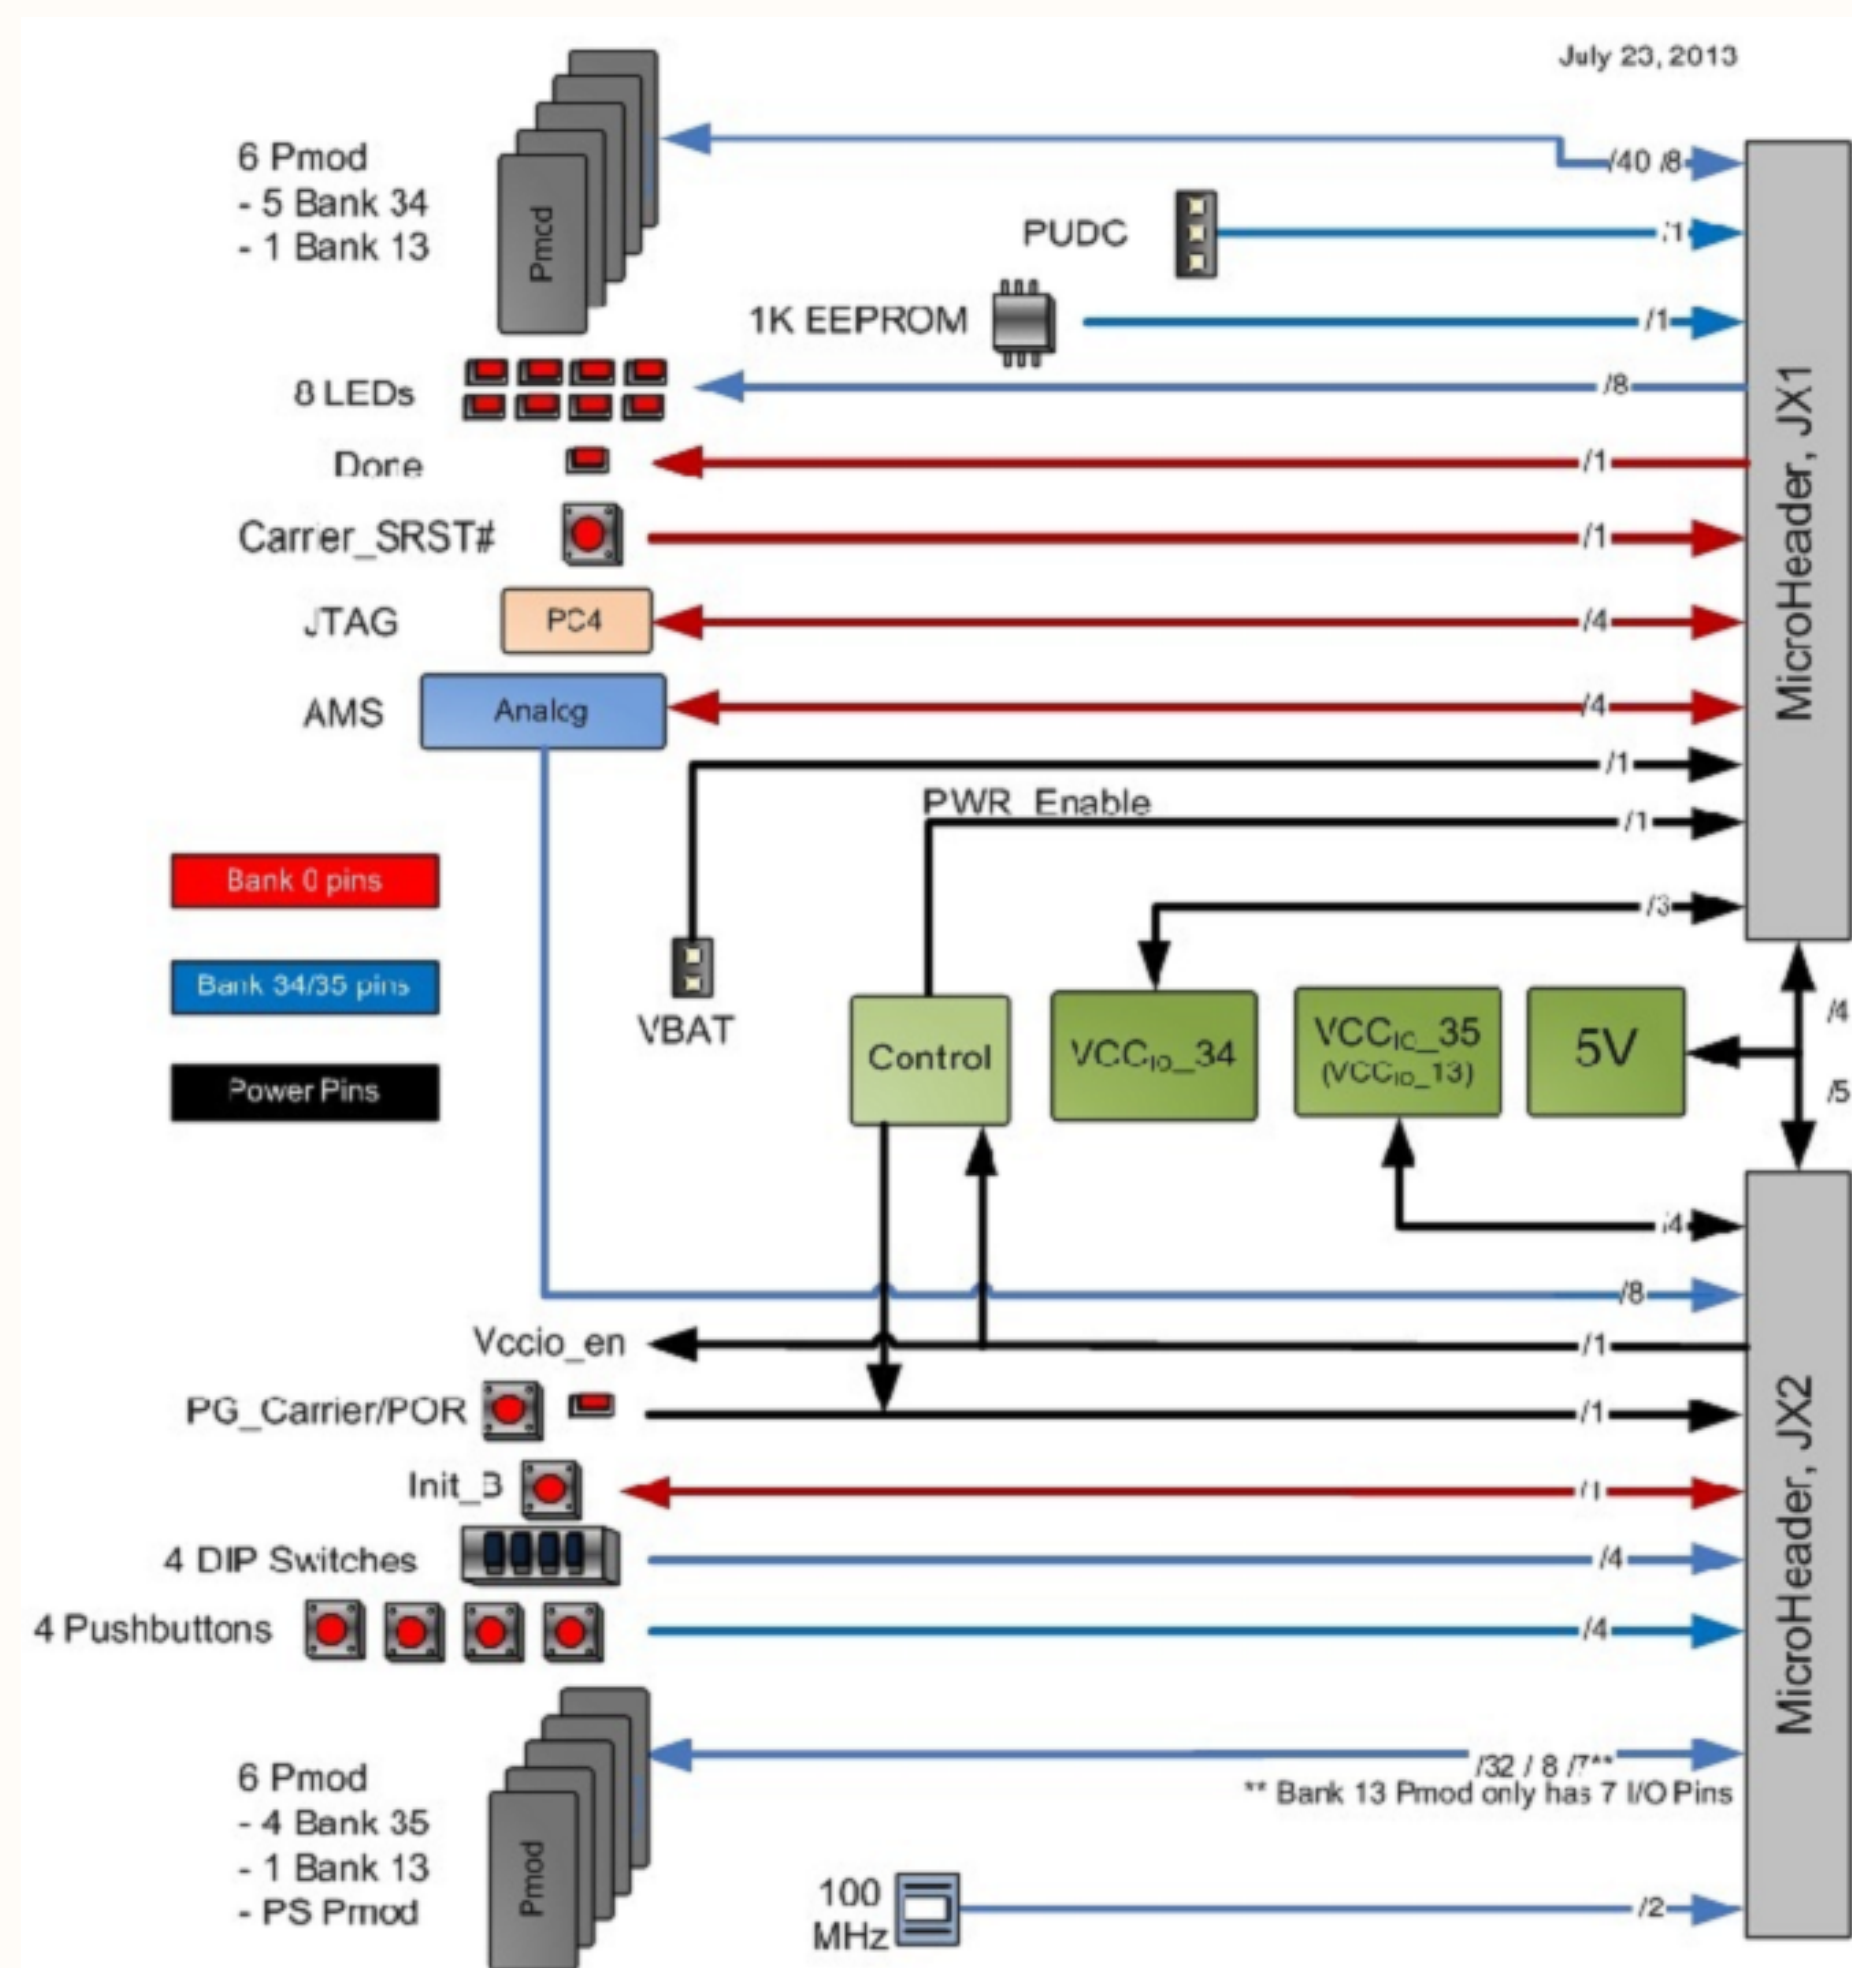 July 23, 2013
6 Pmod
- 5 Bank 34
- 1 Bank 13
Pmod
/40 /8
PUDC
/1
1K EEPROM
/1
8 LEDs
/8
Done
/1
Carrier_SRST#
/1
JTAG
PC4
/4
AMS
Analog
/4
/1
PWR_Enable
/1
/3
MicroHeader, JX1
Bank 0 pins
Bank 34/35 pins
Power Pins
VBAT
Control
VCCIO_34
VCCIO_35
(VCCIO_13)
5V
/4
/5
/4
/8
Vccio_en
/1
PG_Carrier/POR
/1
Init_B
/1
4 DIP Switches
/4
4 Pushbuttons
/4
MicroHeader, JX2
6 Pmod
- 4 Bank 35
- 1 Bank 13
- PS Pmod
Pmod
/32 / 8 /7**
** Bank 13 Pmod only has 7 I/O Pins
100
MHz
/2